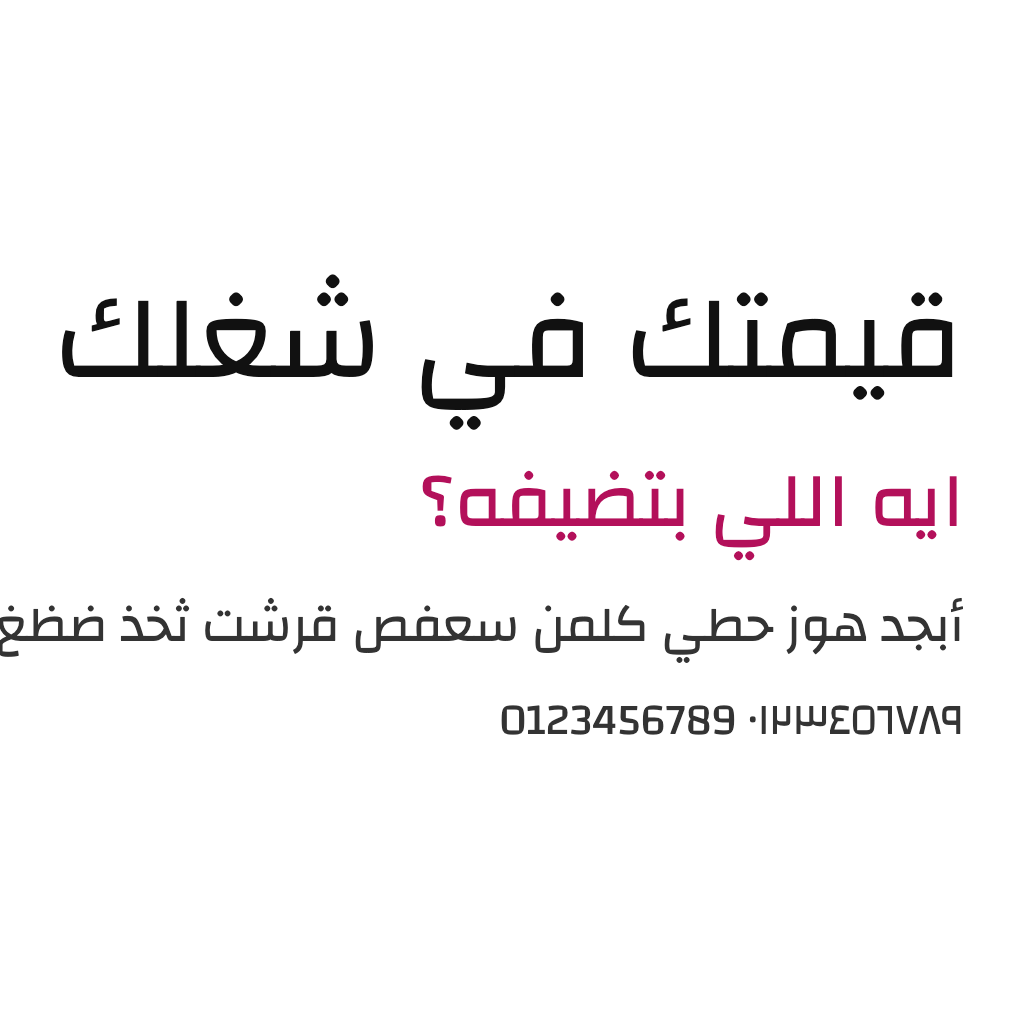 قيمتك في شغلك
ايه اللي بتضيفه؟
أبجد هوز حطي كلمن سعفص قرشت ثخذ ضظغ
٠١٢٣٤٥٦٧٨٩ 0123456789